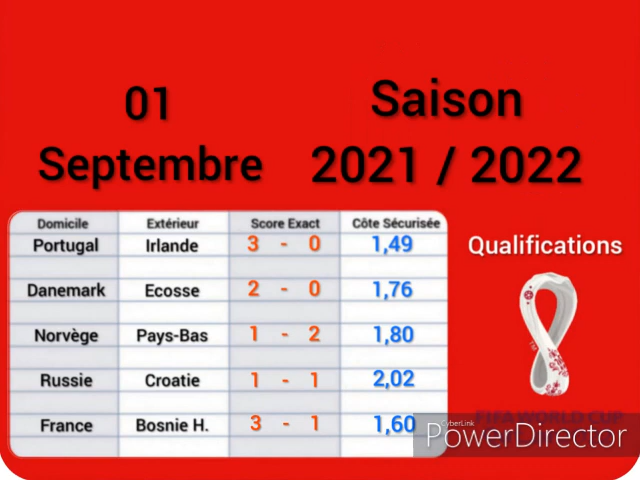 01
Septembre
Saison
2021 / 2022
Domicile Extérieur Score Exact Côte Sécurisée
Portugal Irlande 3 - 0 1,49
Danemark Ecosse 2 - 0 1,76
Norvège Pays-Bas 1 - 2 1,80
Russie Croatie 1 - 1 2,02
France Bosnie H. 3 - 1 1,60
Qualifications
TM
FIFA WORLD CUP
CyberLink
PowerDirector